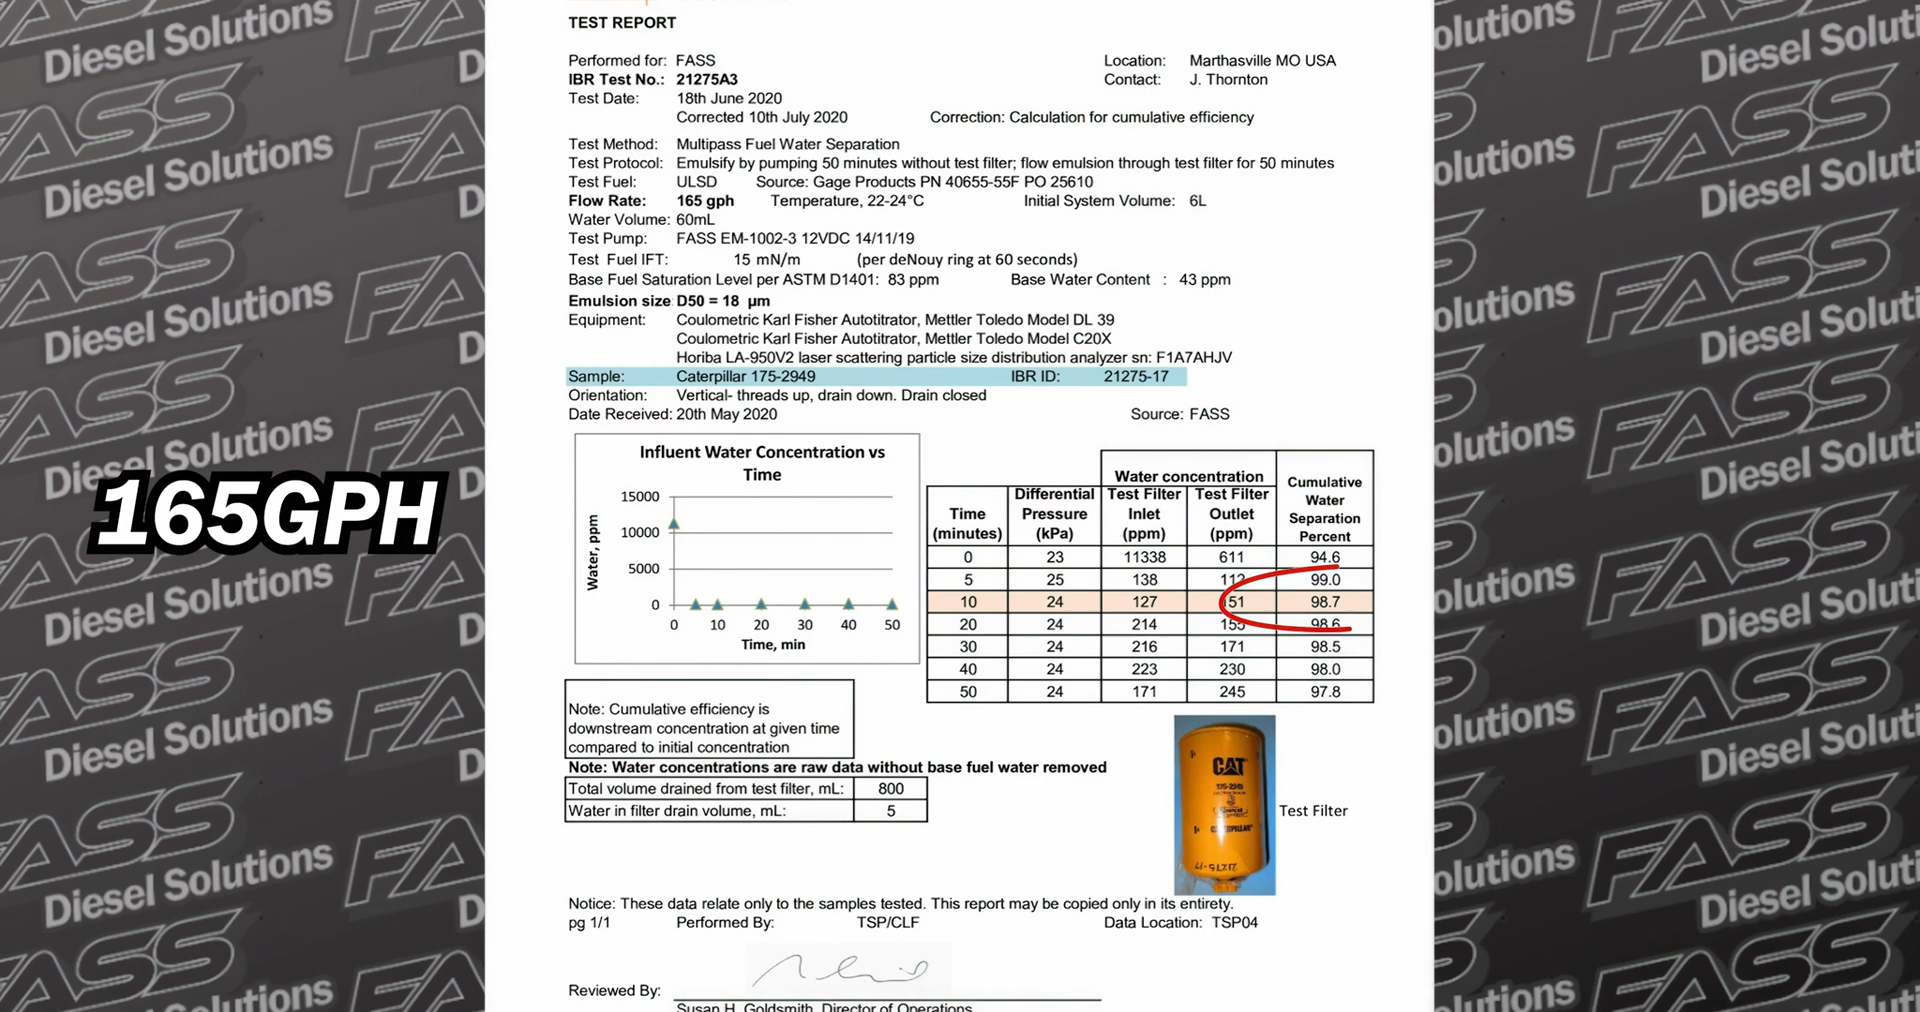 TEST REPORT
Performed for: FASS Location: Marthasville MO USA
IBR Test No.: 21275A3 Contact: J. Thornton
Test Date: 18th June 2020
Corrected 10th July 2020 Correction: Calculation for cumulative efficiency
Test Method: Multipass Fuel Water Separation
Test Protocol: Emulsify by pumping 50 minutes without test filter; flow emulsion through test filter for 50 minutes
Test Fuel: ULSD Source: Gage Products PN 40655-55F PO 25610
Flow Rate: 165 gph Temperature, 22-24°C Initial System Volume: 6L
Water Volume: 60mL
Test Pump: FASS EM-1002-3 12VDC 14/11/19
Test Fuel IFT: 15 mN/m (per deNouy ring at 60 seconds)
Base Fuel Saturation Level per ASTM D1401: 83 ppm Base Water Content : 43 ppm
Emulsion size: D50 = 18 µm
Equipment: Coulometric Karl Fisher Autotitrator, Mettler Toledo Model DL 39
Coulometric Karl Fisher Autotitrator, Mettler Toledo Model C20X
Horiba LA-950V2 laser scattering particle size distribution analyzer sn: F1A7AHJV
Sample: Caterpillar 175-2949 IBR ID: 21275-17
Orientation: Vertical- threads up, drain down. Drain closed
Date Received: 20th May 2020 Source: FASS
165GPH
Influent Water Concentration vs
Time
Water, ppm
15000
10000
5000
0
0 10 20 30 40 50
Time, min
Water concentration
Time (minutes) Differential Pressure (kPa) Test Filter Inlet (ppm) Test Filter Outlet (ppm) Cumulative Water Separation Percent
0 23 11338 611 94.6
5 25 138 112 99.0
10 24 127 151 98.7
20 24 214 155 98.6
30 24 216 171 98.5
40 24 223 230 98.0
50 24 171 245 97.8
Note: Cumulative efficiency is
downstream concentration at given time
compared to initial concentration
Note: Water concentrations are raw data without base fuel water removed
Total volume drained from test filter, mL: 800
Water in filter drain volume, mL: 5
CAT
Test Filter
21275-17
Notice: These data relate only to the samples tested. This report may be copied only in its entirety.
pg 1/1 Performed By: TSP/CLF Data Location: TSP04
Reviewed By:
Susan H. Goldsmith, Director of Operations
FASS
Diesel Solutions